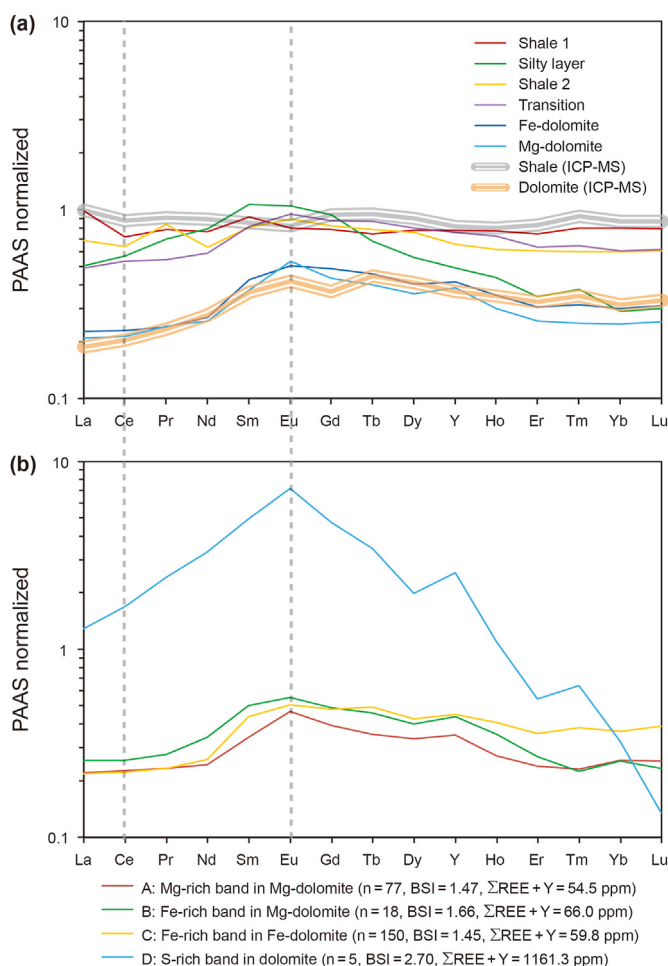 (a)
10
Shale 1
Silty layer
Shale 2
Transition
Fe-dolomite
Mg-dolomite
Shale (ICP-MS)
Dolomite (ICP-MS)
PAAS normalized
1
0.1
La Ce Pr Nd Sm Eu Gd Tb Dy Y Ho Er Tm Yb Lu
(b)
10
PAAS normalized
1
0.1
La Ce Pr Nd Sm Eu Gd Tb Dy Y Ho Er Tm Yb Lu
A: Mg-rich band in Mg-dolomite (n = 77, BSI = 1.47, ΣREE + Y = 54.5 ppm)
B: Fe-rich band in Mg-dolomite (n = 18, BSI = 1.66, ΣREE + Y = 66.0 ppm)
C: Fe-rich band in Fe-dolomite (n = 150, BSI = 1.45, ΣREE + Y = 59.8 ppm)
D: S-rich band in dolomite (n = 5, BSI = 2.70, ΣREE + Y = 1161.3 ppm)